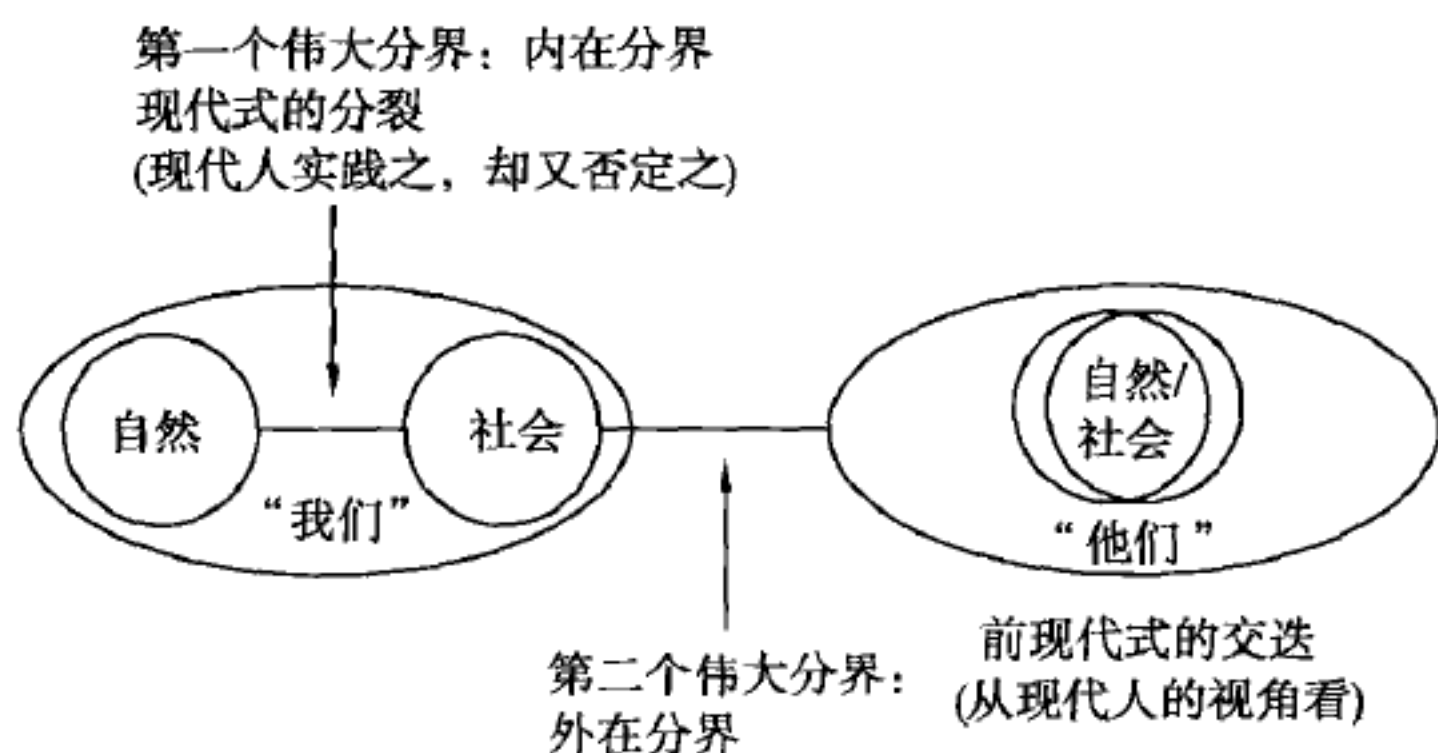 第一个伟大分界：内在分界
现代式的分裂
(现代人实践之，却又否定之)
自然
社会
“我们”
自然/
社会
“他们”
第二个伟大分界：
外在分界
前现代式的交迭
(从现代人的视角看)